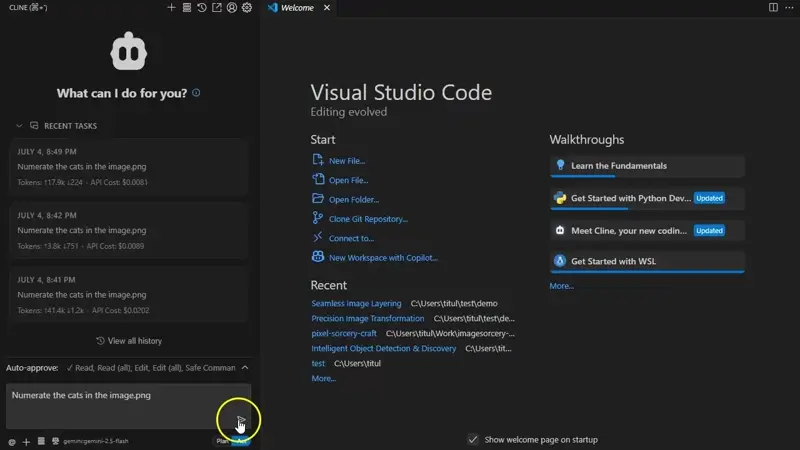 CLINE (⌘+')
What can I do for you?
RECENT TASKS
JULY 4, 8:49 PM
Numerate the cats in the image.png
Tokens: ↑17.9k ↓224 · API Cost: $0.0081
JULY 4, 8:42 PM
Numerate the cats in the image.png
Tokens: ↑3.8k ↓751 · API Cost: $0.0089
JULY 4, 8:41 PM
Numerate the cats in the image.png
Tokens: ↑41.4k ↓1.2k · API Cost: $0.0202
View all history
Auto-approve: ✓ Read, Read (all), Edit, Edit (all), Safe Comman
Numerate the cats in the image.png
@ + gemini:gemini-2.5-flash Plan Act
Welcome
Visual Studio Code
Editing evolved
Start
New File...
Open File...
Open Folder...
Clone Git Repository...
Connect to...
New Workspace with Copilot...
Recent
Seamless Image Layering C:\Users\titul\test\demo
Precision Image Transformation C:\Users\titul\test\de...
pixel-sorcery-craft C:\Users\titul\Work\imagesorcery-...
Intelligent Object Detection & Discovery C:\Users\tit...
test C:\Users\titul
More...
Walkthroughs
Learn the Fundamentals
Get Started with Python Dev... Updated
Meet Cline, your new codin... Updated
Get Started with WSL
More...
Show welcome page on startup